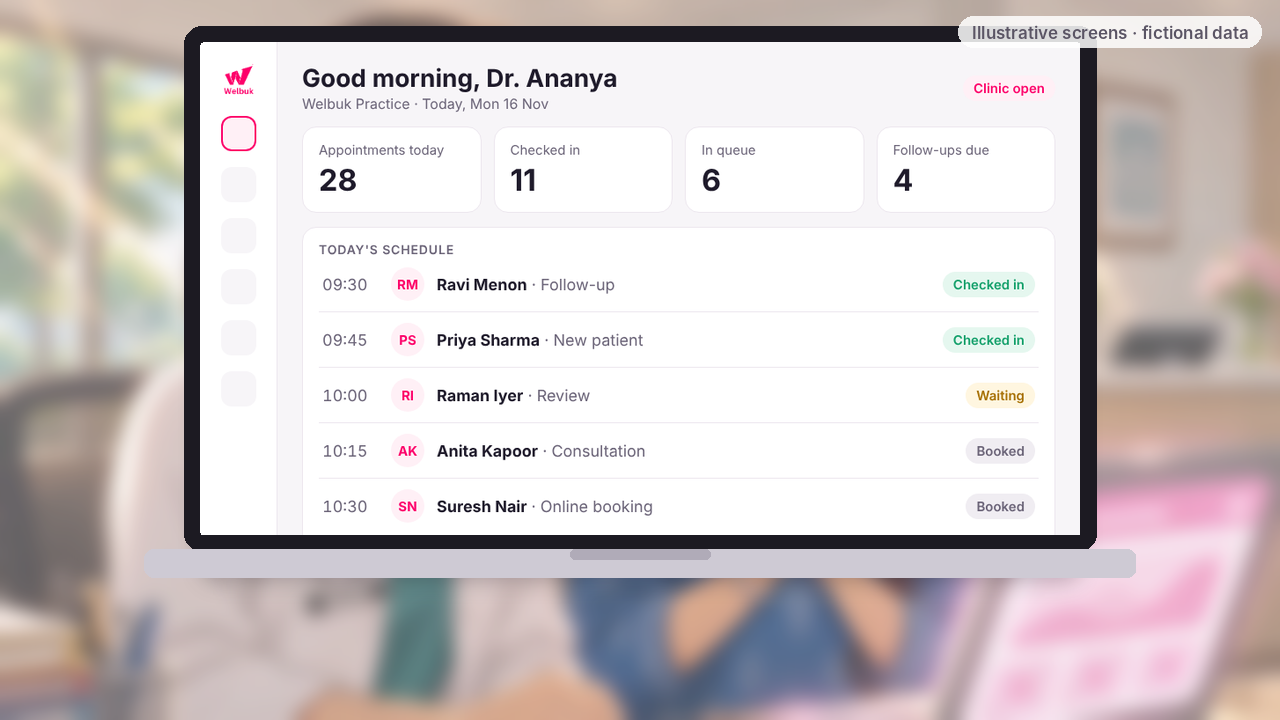 Illustrative screens · fictional data
Welbuk
Good morning, Dr. Ananya
Welbuk Practice · Today, Mon 16 Nov
Clinic open
Appointments today
28
Checked in
11
In queue
6
Follow-ups due
4
TODAY'S SCHEDULE
09:30 RM Ravi Menon · Follow-up Checked in
09:45 PS Priya Sharma · New patient Checked in
10:00 RI Raman Iyer · Review Waiting
10:15 AK Anita Kapoor · Consultation Booked
10:30 SN Suresh Nair · Online booking Booked